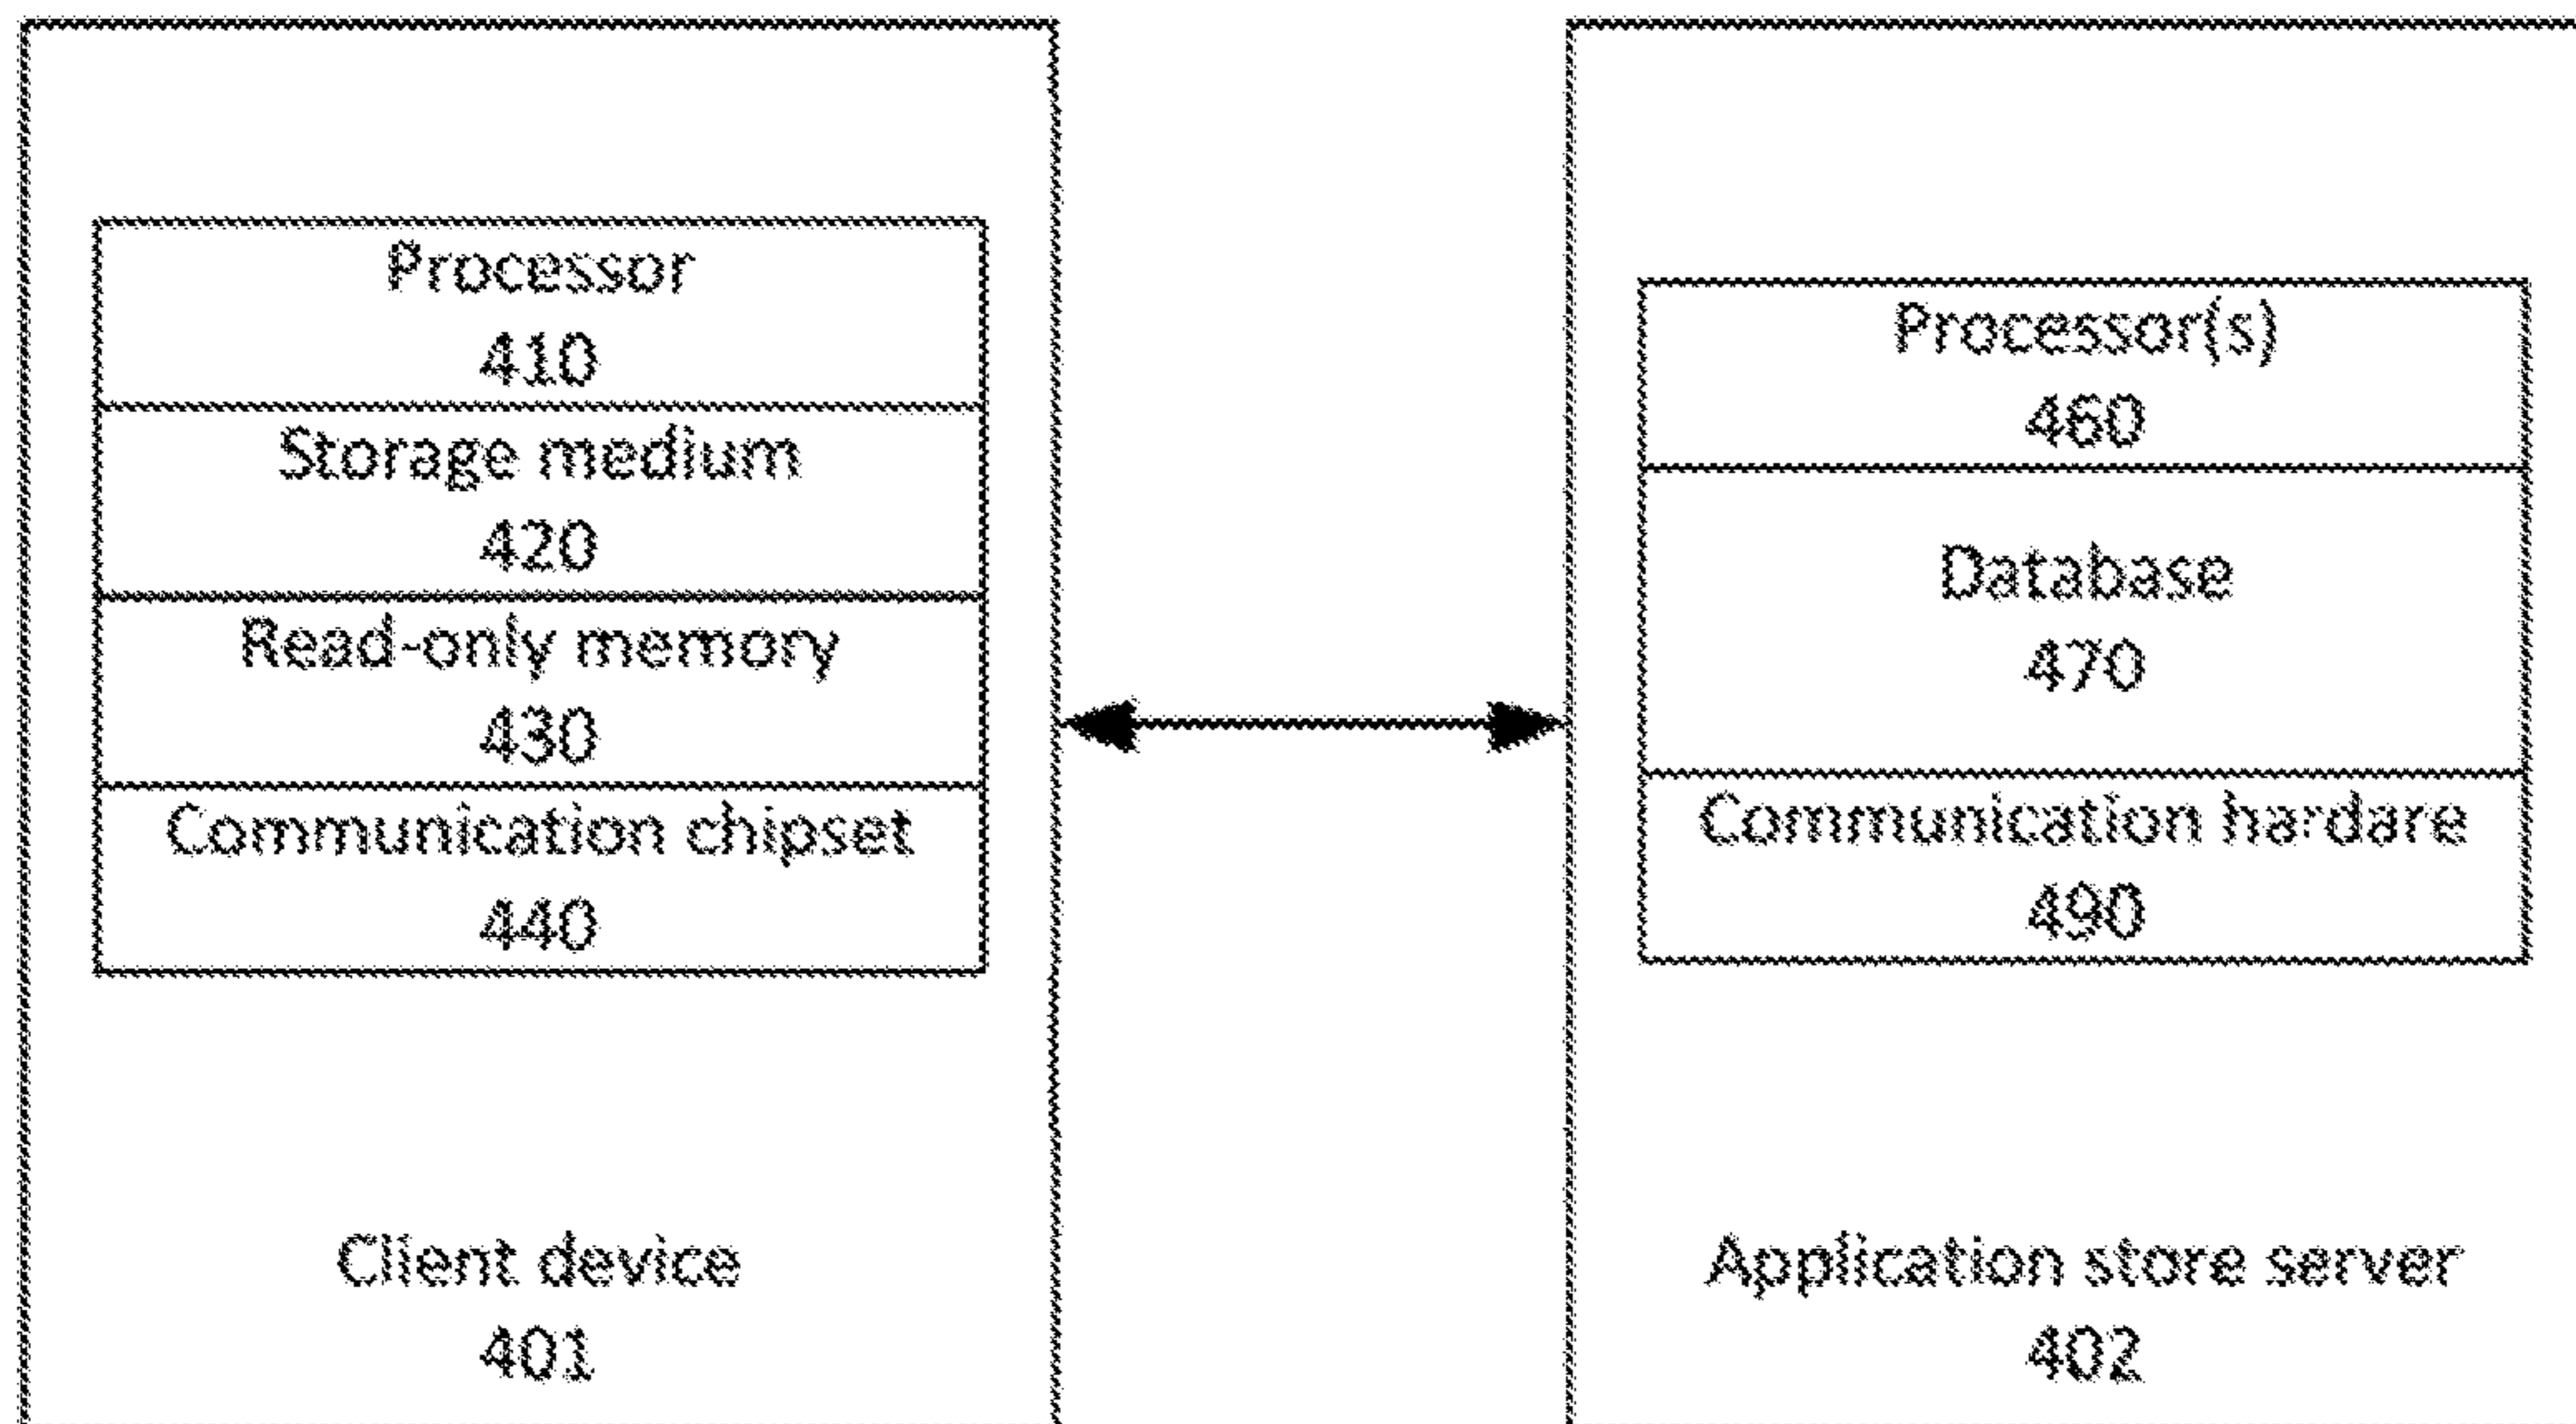 Processor
410
Storage medium
420
Read-only memory
430
Communication chipset
440
Client device
401
Processor(s)
460
Database
470
Communication hardare
490
Application store server
402